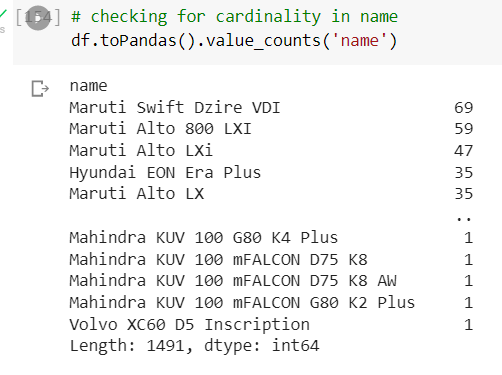 [154] # checking for cardinality in name
df.toPandas().value_counts('name')
name
Maruti Swift Dzire VDI 69
Maruti Alto 800 LXI 59
Maruti Alto LXi 47
Hyundai EON Era Plus 35
Maruti Alto LX 35
..
Mahindra KUV 100 G80 K4 Plus 1
Mahindra KUV 100 mFALCON D75 K8 1
Mahindra KUV 100 mFALCON D75 K8 AW 1
Mahindra KUV 100 mFALCON G80 K2 Plus 1
Volvo XC60 D5 Inscription 1
Length: 1491, dtype: int64